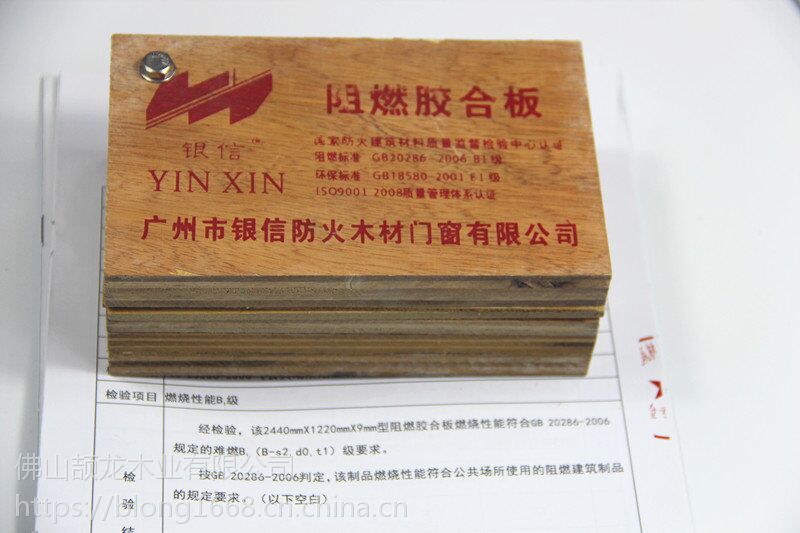 阻燃胶合板
银信™
YIN XIN
国家防火建筑材料质量监督检验中心认证
阻燃标准 GB20286-2006 B1级
环保标准 GB18580-2001 E1级
ISO9001 2008质量管理体系认证
广州市银信防火木材门窗有限公司
检验项目 燃烧性能B₁级
经检验,该2440mmX1220mmX9mm型阻燃胶合板燃烧性能符合GB 20286-2006
规定的难燃B₁(B-s2,d0,t1)级要求。
按GB 20286-2006判定,该制品燃烧性能符合公共场所使用的阻燃建筑制品
的规定要求。(以下空白)
检
验
结
佛山颉龙木业有限公司
https://blong1668.cn.china.cn